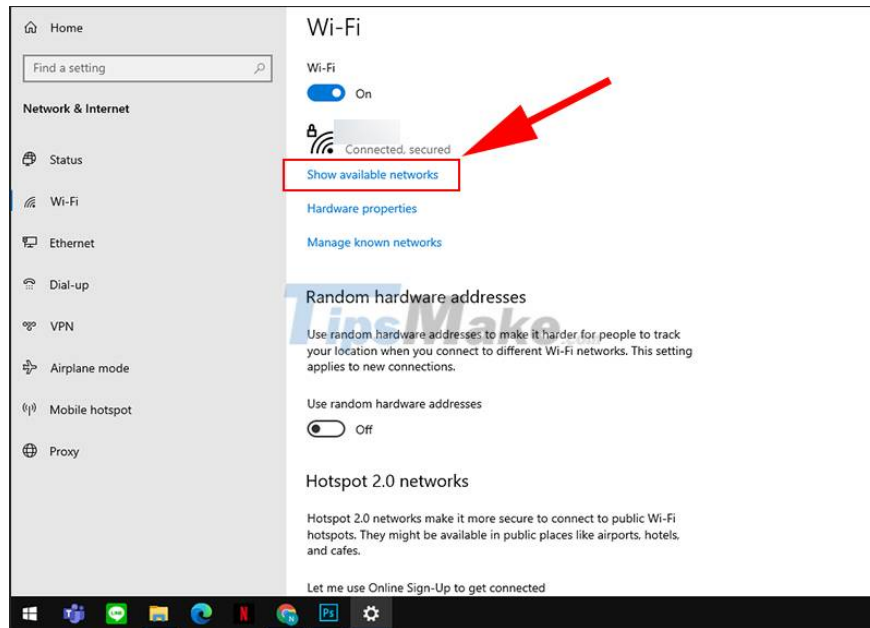 Home
Find a setting
Network & Internet
Status
Wi-Fi
Ethernet
Dial-up
VPN
Airplane mode
Mobile hotspot
Proxy
Wi-Fi
Wi-Fi
On
Connected, secured
Show available networks
Hardware properties
Manage known networks
Random hardware addresses
TipsMake.com
Use random hardware addresses to make it harder for people to track
your location when you connect to different Wi-Fi networks. This setting
applies to new connections.
Use random hardware addresses
Off
Hotspot 2.0 networks
Hotspot 2.0 networks make it more secure to connect to public Wi-Fi
hotspots. They might be available in public places like airports, hotels,
and cafes.
Let me use Online Sign-Up to get connected
LINE
N
N
Ps